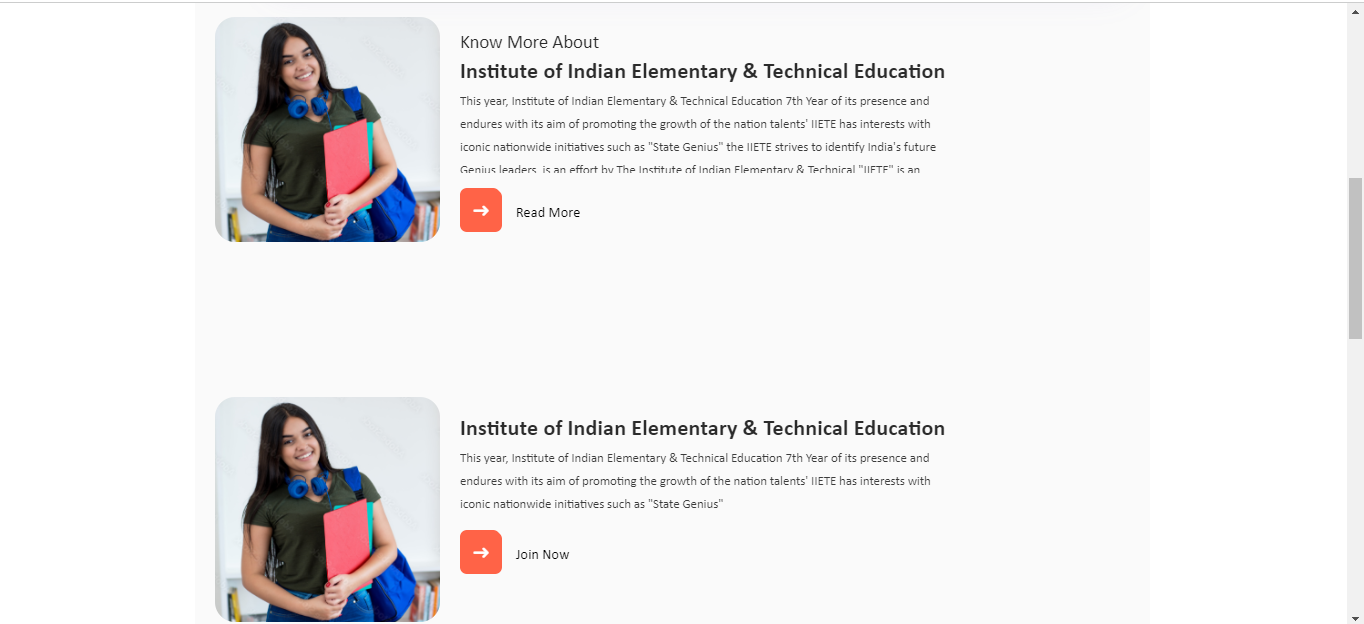 Know More About
Institute of Indian Elementary & Technical Education
This year, Institute of Indian Elementary & Technical Education 7th Year of its presence and
endures with its aim of promoting the growth of the nation talents' IIETE has interests with
iconic nationwide initiatives such as "State Genius" the IIETE strives to identify India's future
Genius leaders, is an effort by The Institute of Indian Elementary & Technical "IIETE" is an
Read More
Institute of Indian Elementary & Technical Education
This year, Institute of Indian Elementary & Technical Education 7th Year of its presence and
endures with its aim of promoting the growth of the nation talents' IIETE has interests with
iconic nationwide initiatives such as "State Genius"
Join Now